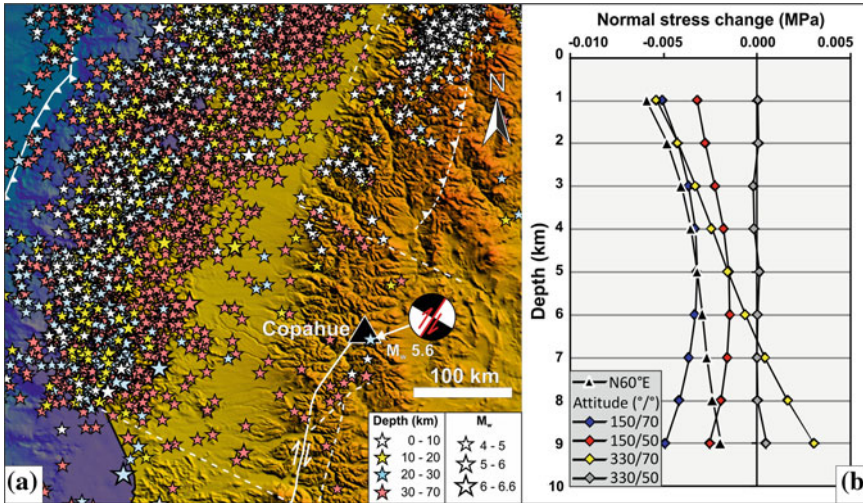 N
Copahue
Mw 5.6
100 km
Depth (km)
0 - 10
10 - 20
20 - 30
30 - 70
Mw
4 - 5
5 - 6
6 - 6.6
(a)
Normal stress change (MPa)
-0.010 -0.005 0.000 0.005
0
1
2
3
4
5
6
7
8
9
10
Depth (km)
N60°E
Attitude (°/°)
150/70
150/50
330/70
330/50
(b)